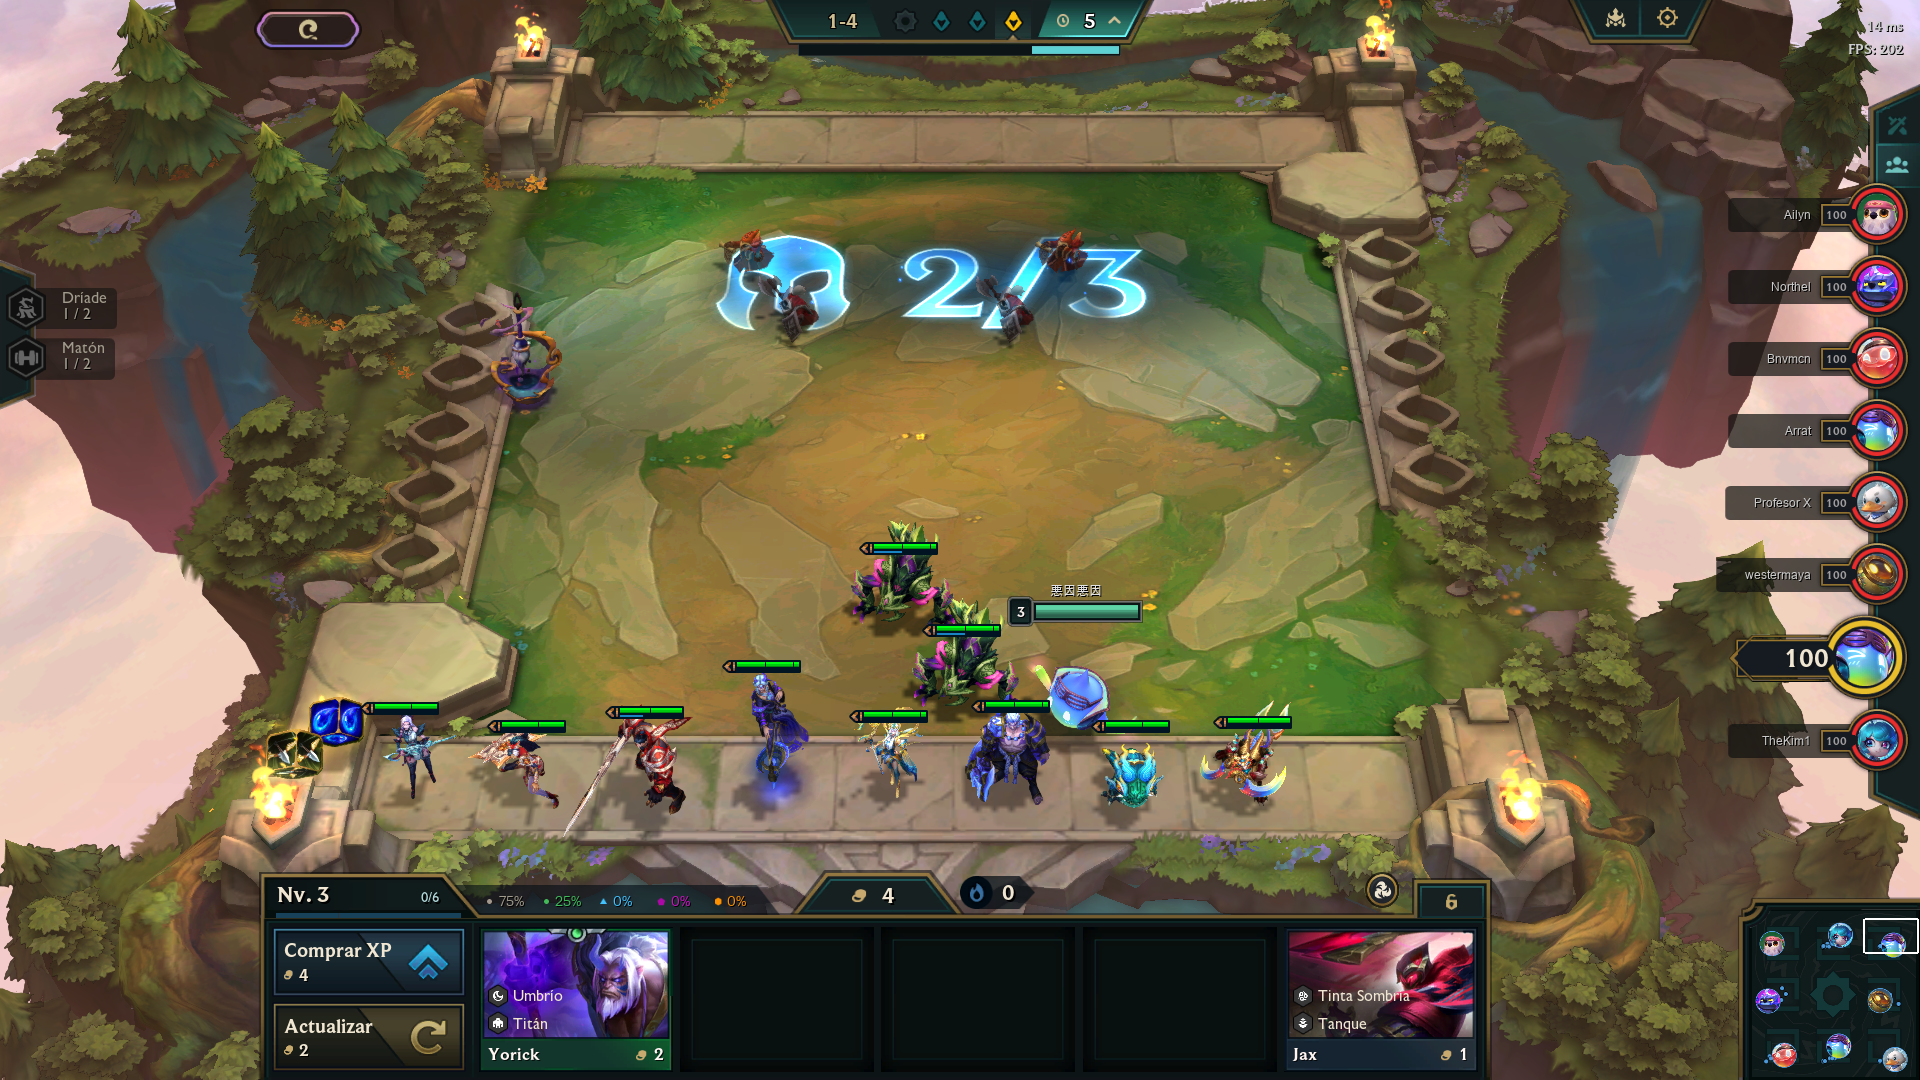 1-4
5
14 ms
FPS: 202
2/3
Ailyn 100
Northel 100
Bnvmcn 100
Arrat 100
Profesor X 100
westermaya 100
100
TheKim1 100
Dríade
1 / 2
Matón
1 / 2
悪因悪因
3
Nv. 3
0/6
75%
25%
0%
0%
0%
4
0
6
Comprar XP
4
Actualizar
2
Umbrío
Titán
Yorick
2
Tinta Sombría
Tanque
Jax
1